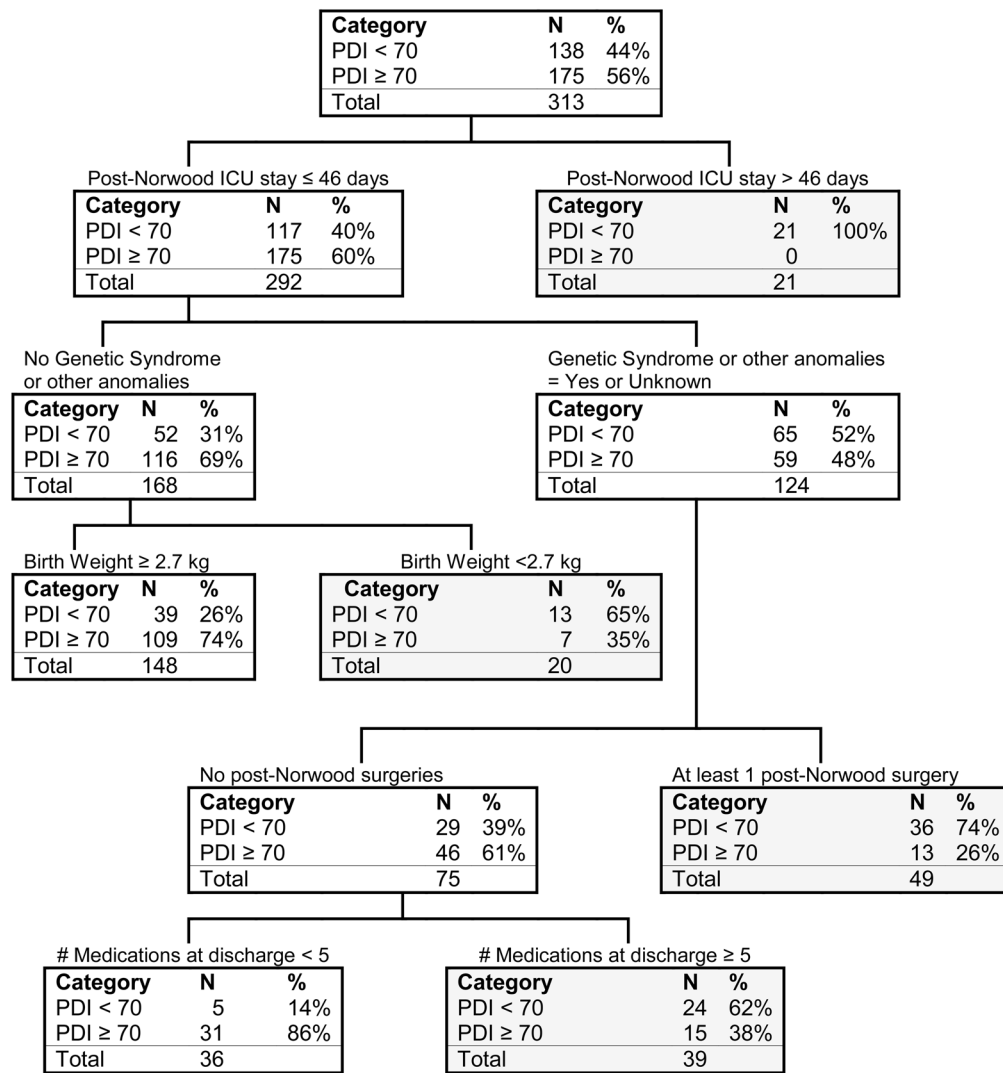 Category N %
PDI < 70 138 44%
PDI ≥ 70 175 56%
Total 313
Post-Norwood ICU stay ≤ 46 days
Category N %
PDI < 70 117 40%
PDI ≥ 70 175 60%
Total 292
Post-Norwood ICU stay > 46 days
Category N %
PDI < 70 21 100%
PDI ≥ 70 0
Total 21
No Genetic Syndrome
or other anomalies
Category N %
PDI < 70 52 31%
PDI ≥ 70 116 69%
Total 168
Genetic Syndrome or other anomalies
= Yes or Unknown
Category N %
PDI < 70 65 52%
PDI ≥ 70 59 48%
Total 124
Birth Weight ≥ 2.7 kg
Category N %
PDI < 70 39 26%
PDI ≥ 70 109 74%
Total 148
Birth Weight <2.7 kg
Category N %
PDI < 70 13 65%
PDI ≥ 70 7 35%
Total 20
No post-Norwood surgeries
Category N %
PDI < 70 29 39%
PDI ≥ 70 46 61%
Total 75
At least 1 post-Norwood surgery
Category N %
PDI < 70 36 74%
PDI ≥ 70 13 26%
Total 49
# Medications at discharge < 5
Category N %
PDI < 70 5 14%
PDI ≥ 70 31 86%
Total 36
# Medications at discharge ≥ 5
Category N %
PDI < 70 24 62%
PDI ≥ 70 15 38%
Total 39